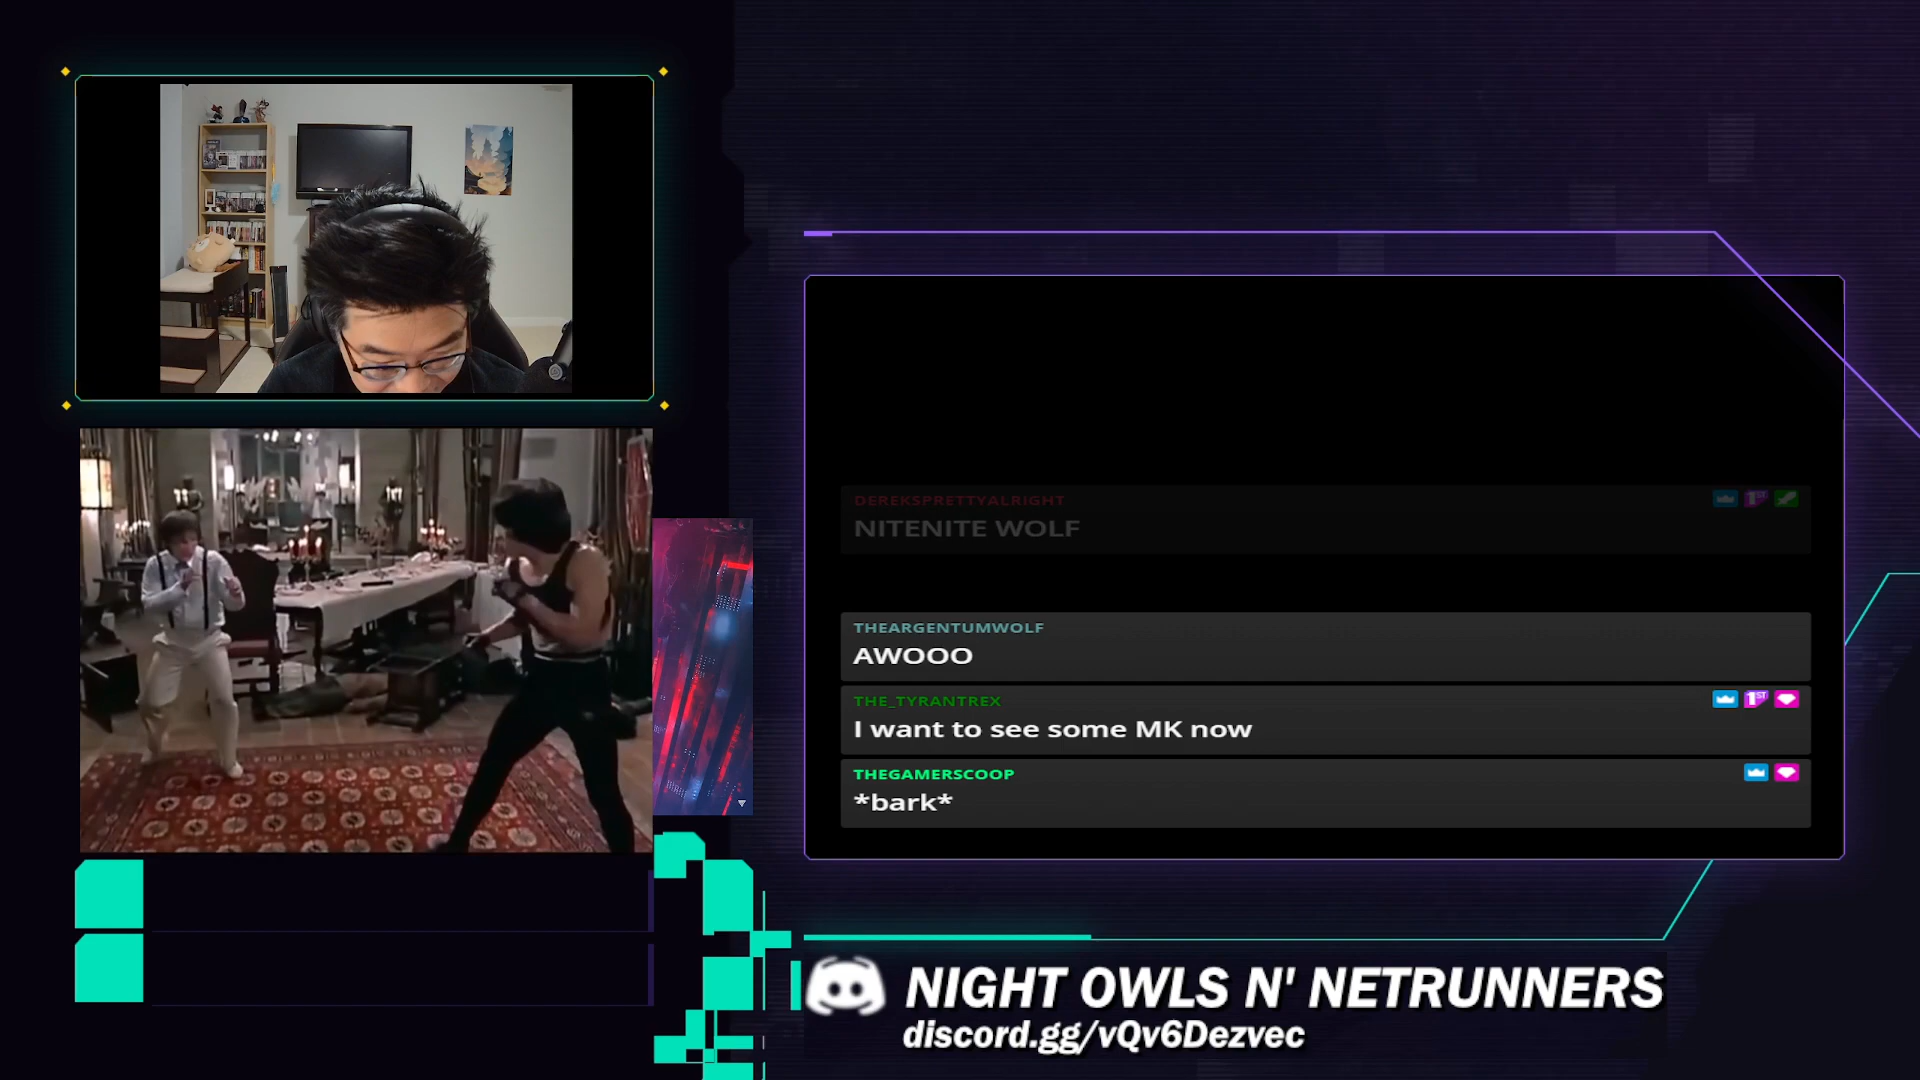 DEREKSPRETTYALRIGHT
NITENITE WOLF
THEARGENTUMWOLF
AWOOO
THE_TYRANTREX
1ST
I want to see some MK now
THEGAMERSCOOP
*bark*
NIGHT OWLS N' NETRUNNERS
discord.gg/vQv6Dezvec